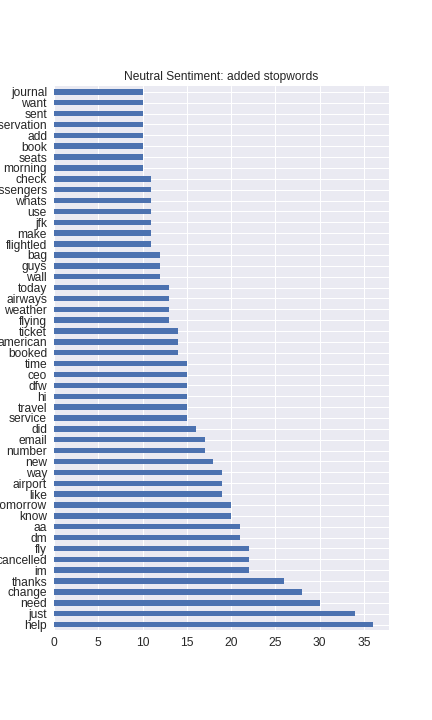 Neutral Sentiment: added stopwords
journal
want
sent
servation
add
book
seats
morning
check
ssengers
whats
use
jfk
make
flightled
bag
guys
wall
today
airways
weather
flying
ticket
american
booked
time
ceo
dfw
hi
travel
service
did
email
number
new
way
airport
like
omorrow
know
aa
dm
fly
cancelled
im
thanks
change
need
just
help
0 5 10 15 20 25 30 35